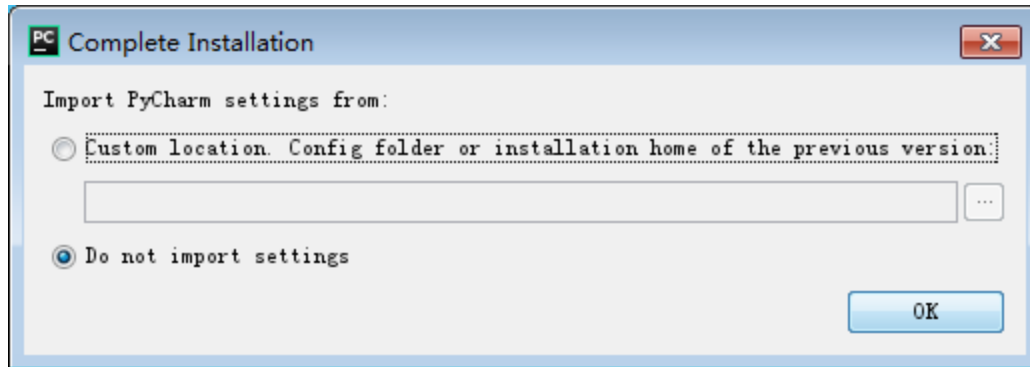 PC Complete Installation
Import PyCharm settings from:
Custom location. Config folder or installation home of the previous version:
...
Do not import settings
OK